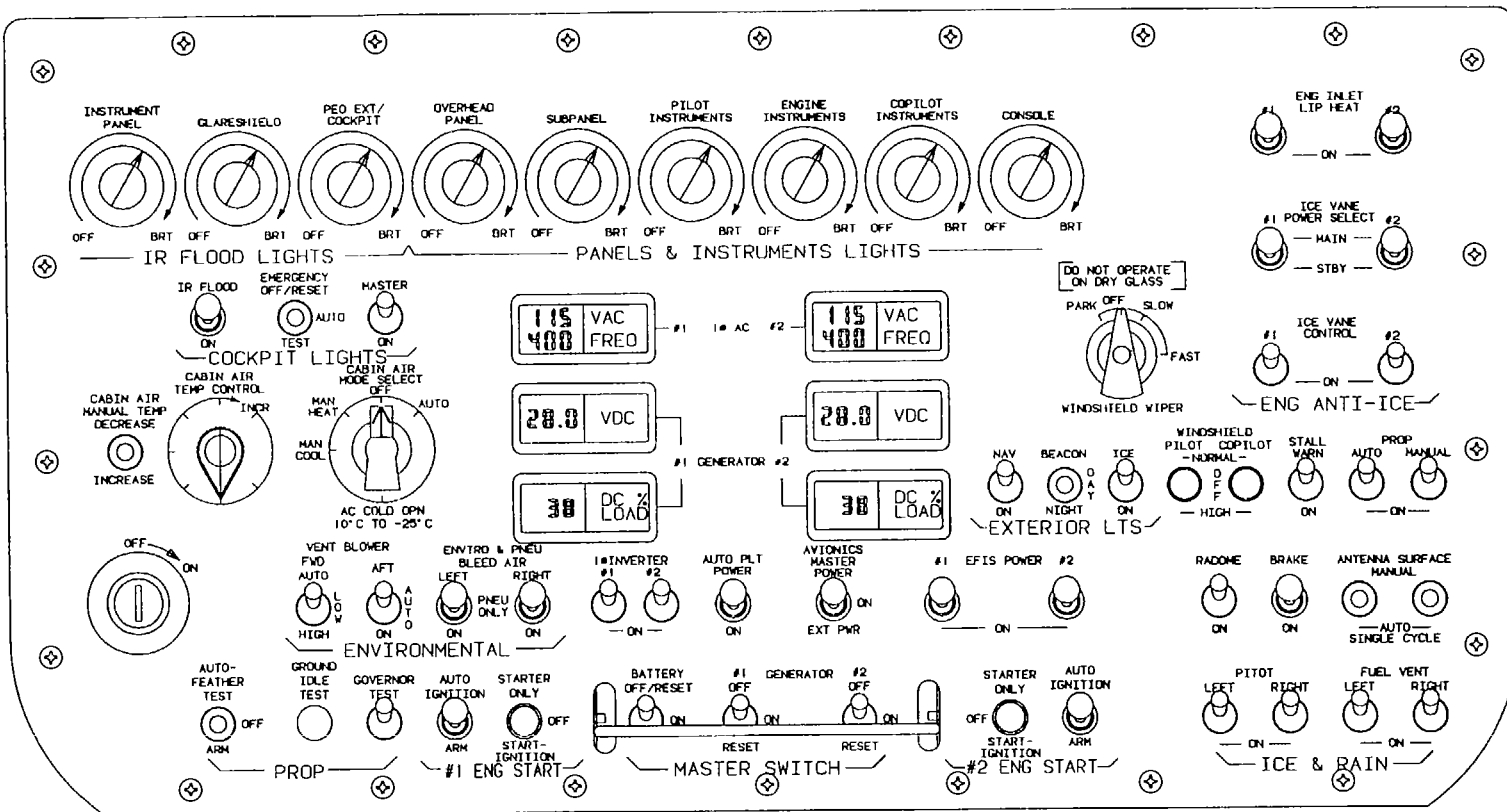 INSTRUMENT
PANEL
GLARESHIELD
PEO EXT/
COCKPIT
OVERHEAD
PANEL
SUBPANEL
PILOT
INSTRUMENTS
ENGINE
INSTRUMENTS
COPILOT
INSTRUMENTS
CONSOLE
OFF BRT OFF BRT OFF BRT OFF BRT OFF BRT OFF BRT OFF BRT OFF BRT OFF BRT
IR FLOOD LIGHTS
PANELS & INSTRUMENTS LIGHTS
ENG INLET
LIP HEAT
#1 #2
ON
ICE VANE
POWER SELECT
#1 #2
MAIN
STBY
ICE VANE
CONTROL
#1 #2
ON
ENG ANTI-ICE
IR FLOOD
ON
EMERGENCY
OFF/RESET
AUTO
TEST
MASTER
ON
COCKPIT LIGHTS
115 VAC
400 FREQ
#1 1ø AC #2
115 VAC
400 FREQ
DO NOT OPERATE
ON DRY GLASS
PARK OFF SLOW
FAST
WINDSHIELD WIPER
CABIN AIR
MANUAL TEMP
DECREASE
INCREASE
CABIN AIR
TEMP CONTROL
INCR
CABIN AIR
MODE SELECT
OFF
MAN
HEAT
AUTO
MAN
COOL
AC COLD OPN
10°C TO -25°C
28.0 VDC
28.0 VDC
#1 GENERATOR #2
38 DC %
LOAD
38 DC %
LOAD
NAV
ON
BEACON
DAY
NIGHT
ICE
ON
EXTERIOR LTS
WINDSHIELD
PILOT COPILOT
NORMAL
OFF
HIGH
STALL
WARN
ON
PROP
AUTO MANUAL
ON
OFF
ON
VENT BLOWER
FWD
AUTO
LOW
HIGH
AFT
AUTO
ON
ENVTRO & PNEU
BLEED AIR
LEFT RIGHT
PNEU
ONLY
ON ON
ENVIRONMENTAL
1øINVERTER
#1 #2
ON
AUTO PLT
POWER
ON
AVIONICS
MASTER
POWER
ON
EXT PWR
#1 EFIS POWER #2
ON
RADOME
ON
BRAKE
ON
ANTENNA SURFACE
MANUAL
AUTO
SINGLE CYCLE
AUTO-
FEATHER
TEST
OFF
ARM
GROUND
IDLE
TEST
GOVERNOR
TEST
PROP
AUTO
IGNITION
ARM
STARTER
ONLY
OFF
START-
IGNITION
#1 ENG START
BATTERY
OFF/RESET
ON
#1 GENERATOR #2
OFF OFF
ON ON
RESET RESET
MASTER SWITCH
STARTER
ONLY
OFF
START-
IGNITION
AUTO
IGNITION
ARM
#2 ENG START
PITOT
LEFT RIGHT
ON
FUEL VENT
LEFT RIGHT
ON
ICE & RAIN